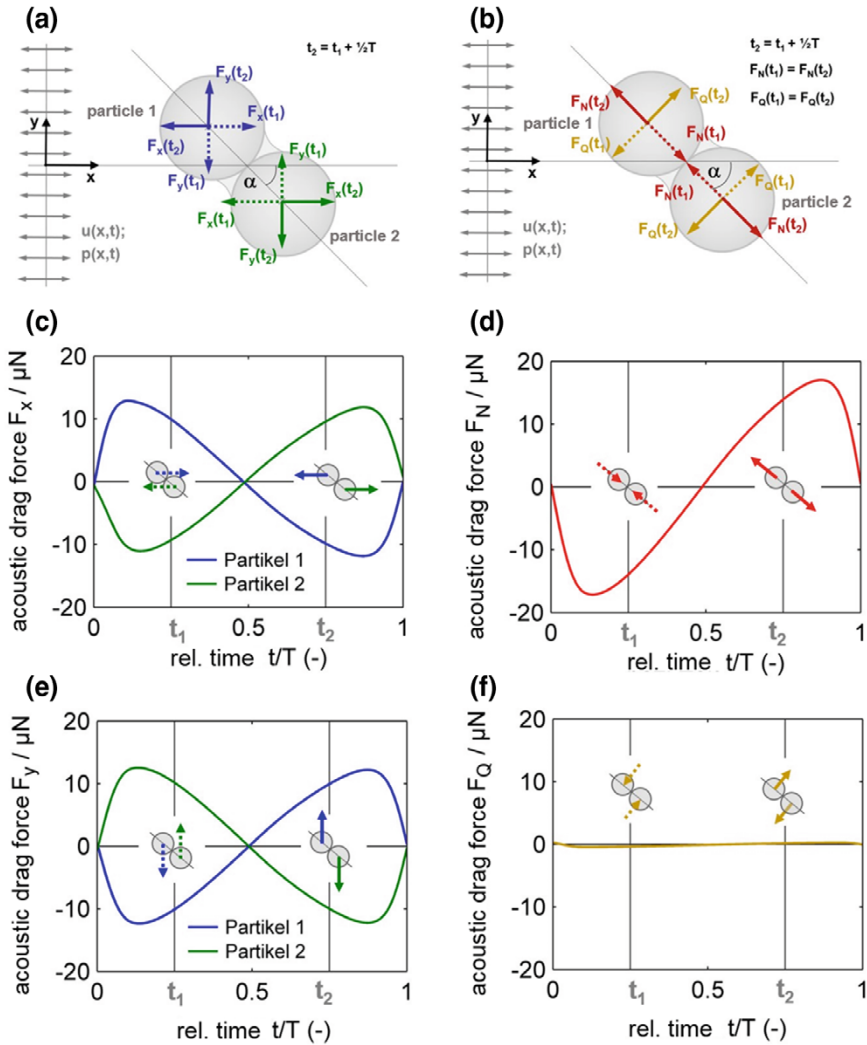 (a)
t₂ = t₁ + ½T
Fy(t₂)
particle 1
Fx(t₁)
y
Fx(t₂)
Fy(t₁)
Fy(t₁)
x
α
Fx(t₁)
Fx(t₂)
u(x,t);
p(x,t)
Fy(t₂)
particle 2
(b)
t₂ = t₁ + ½T
FN(t₁) = FN(t₂)
FQ(t₁) = FQ(t₂)
FN(t₂)
FQ(t₂)
particle 1
FQ(t₁)
FN(t₁)
y
x
α
FN(t₁)
FQ(t₁)
particle 2
u(x,t);
p(x,t)
FQ(t₂)
FN(t₂)
(c)
acoustic drag force Fx / µN
20
10
0
-10
-20
Partikel 1
Partikel 2
0
t₁
0.5
t₂
1
rel. time t/T (-)
(d)
acoustic drag force FN / µN
20
10
0
-10
-20
0
t₁
0.5
t₂
1
rel. time t/T (-)
(e)
acoustic drag force Fy / µN
20
10
0
-10
-20
Partikel 1
Partikel 2
0
t₁
0.5
t₂
1
rel. time t/T (-)
(f)
acoustic drag force FQ / µN
20
10
0
-10
-20
0
t₁
0.5
t₂
1
rel. time t/T (-)